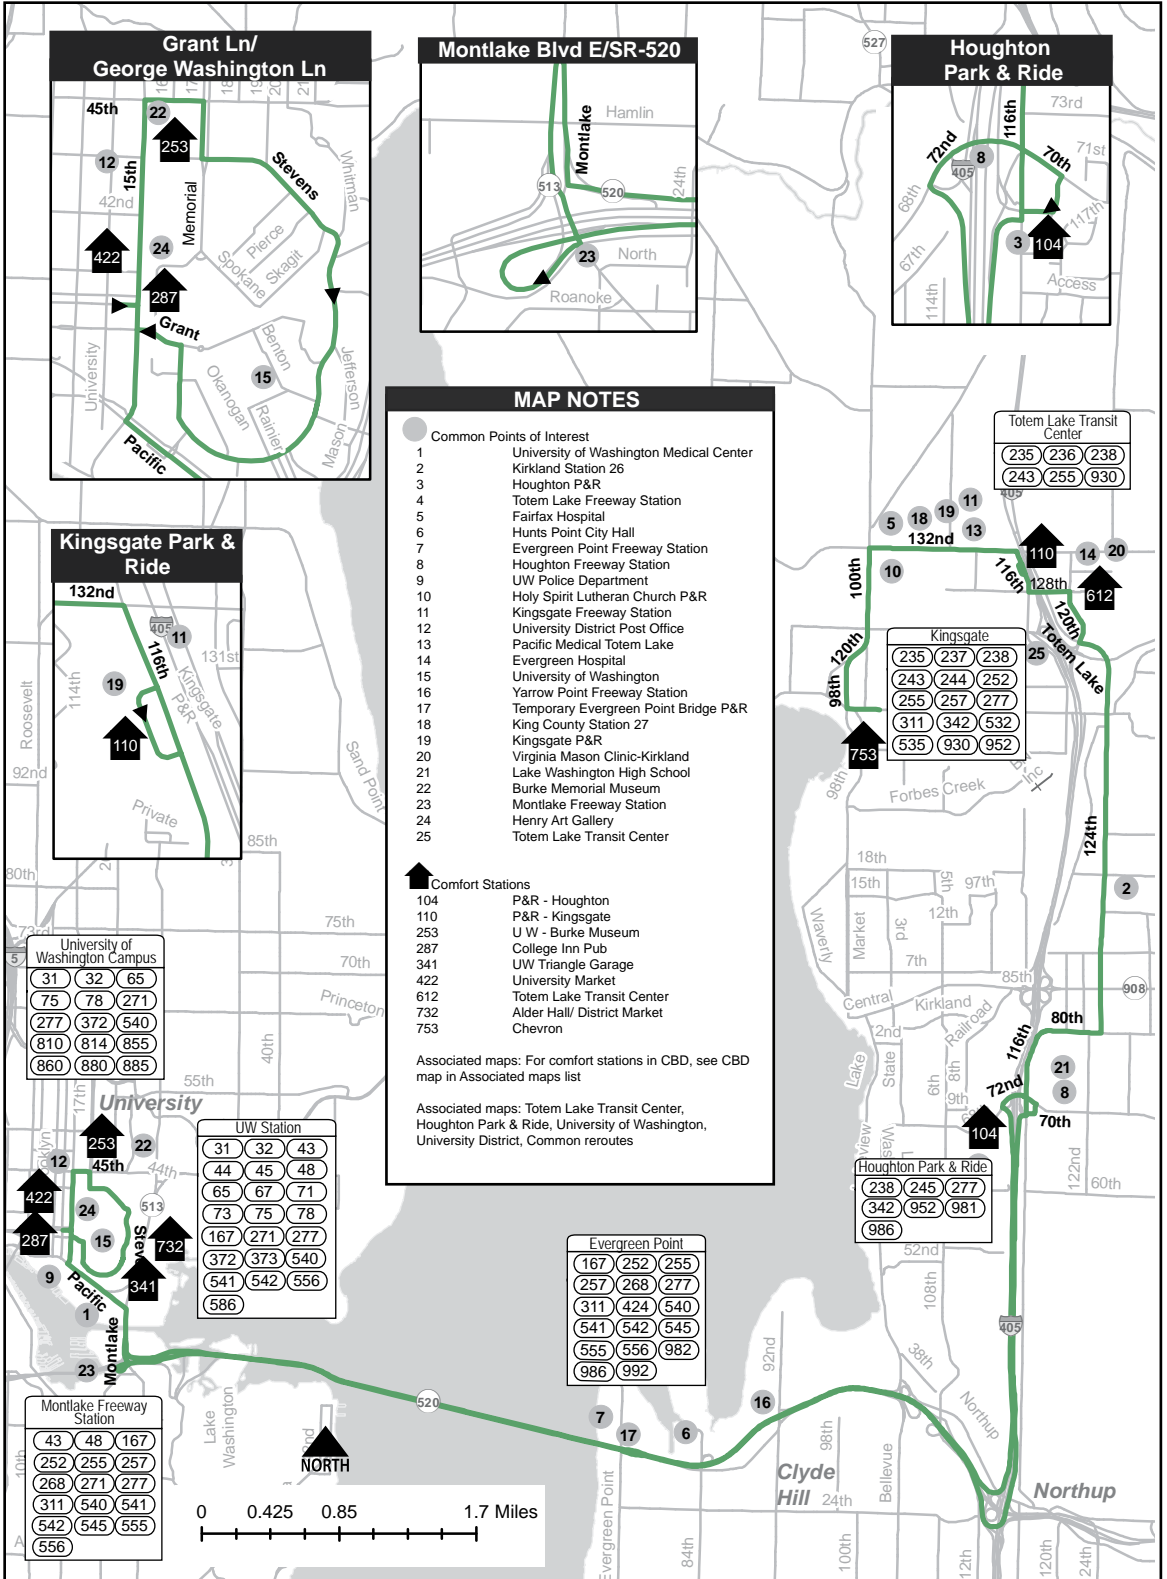 Grant Ln/
George Washington Ln
45th
22
253
12
15th
42nd
Memorial
Stevens
Whitman
422
24
287
Pierce
Spokane
Skagit
Grant
University
Benton
15
Okanogan
Rainier
Jefferson
Mason
Pacific
16
17
18
19
20
21
Montlake Blvd E/SR-520
Hamlin
Montlake
513
520
24th
23
North
Roanoke
527
Houghton
Park & Ride
116th
73rd
72nd
8
405
70th
71st
68th
117th
3
104
67th
114th
Access
Kingsgate Park &
Ride
132nd
405
11
116th
131st
114th
19
Kingsgate
P&R
110
Private
MAP NOTES
Common Points of Interest
1 University of Washington Medical Center
2 Kirkland Station 26
3 Houghton P&R
4 Totem Lake Freeway Station
5 Fairfax Hospital
6 Hunts Point City Hall
7 Evergreen Point Freeway Station
8 Houghton Freeway Station
9 UW Police Department
10 Holy Spirit Lutheran Church P&R
11 Kingsgate Freeway Station
12 University District Post Office
13 Pacific Medical Totem Lake
14 Evergreen Hospital
15 University of Washington
16 Yarrow Point Freeway Station
17 Temporary Evergreen Point Bridge P&R
18 King County Station 27
19 Kingsgate P&R
20 Virginia Mason Clinic-Kirkland
21 Lake Washington High School
22 Burke Memorial Museum
23 Montlake Freeway Station
24 Henry Art Gallery
25 Totem Lake Transit Center
Comfort Stations
104 P&R - Houghton
110 P&R - Kingsgate
253 U W - Burke Museum
287 College Inn Pub
341 UW Triangle Garage
422 University Market
612 Totem Lake Transit Center
732 Alder Hall/ District Market
753 Chevron
Associated maps: For comfort stations in CBD, see CBD
map in Associated maps list
Associated maps: Totem Lake Transit Center,
Houghton Park & Ride, University of Washington,
University District, Common reroutes
Totem Lake Transit
Center
235 236 238
243 255 930
405
5
18
19
11
13
132nd
10
110
14
20
116th
128th
612
100th
120th
120th
Totem Lake
25
98th
753
98th
Kingsgate
235 237 238
243 244 252
255 257 277
311 342 532
535 930 952
Inc
Forbes Creek
124th
2
18th
15th
5th
97th
12th
Waverly
Market
3rd
7th
85th
908
Central
Kirkland
Railroad
2nd
80th
116th
Lake
State
6th
8th
9th
21
8
72nd
70th
104
122nd
60th
Houghton Park & Ride
238 245 277
342 952 981
986
52nd
108th
405
38th
Northup
Roosevelt
92nd
Sand Point
85th
80th
75th
73rd
70th
5
Princeton
40th
University of
Washington Campus
31 32 65
75 78 271
277 372 540
810 814 855
860 880 885
17th
55th
University
253
22
12
45th
44th
422
24
513
287
15
732
341
9
Pacific
1
Montlake
23
UW Station
31 32 43
44 45 48
65 67 71
73 75 78
167 271 277
372 373 540
541 542 556
586
Evergreen Point
167 252 255
257 268 277
311 424 540
541 542 545
555 556 982
986 992
Montlake Freeway
Station
43 48 167
252 255 257
268 271 277
311 540 541
542 545 555
556
10th
Lake
Washington
520
NORTH
0 0.425 0.85 1.7 Miles
7
17
6
16
92nd
Evergreen Point
84th
Clyde
Hill
24th
98th
100th
Bellevue
12th
120th
24th
Northup